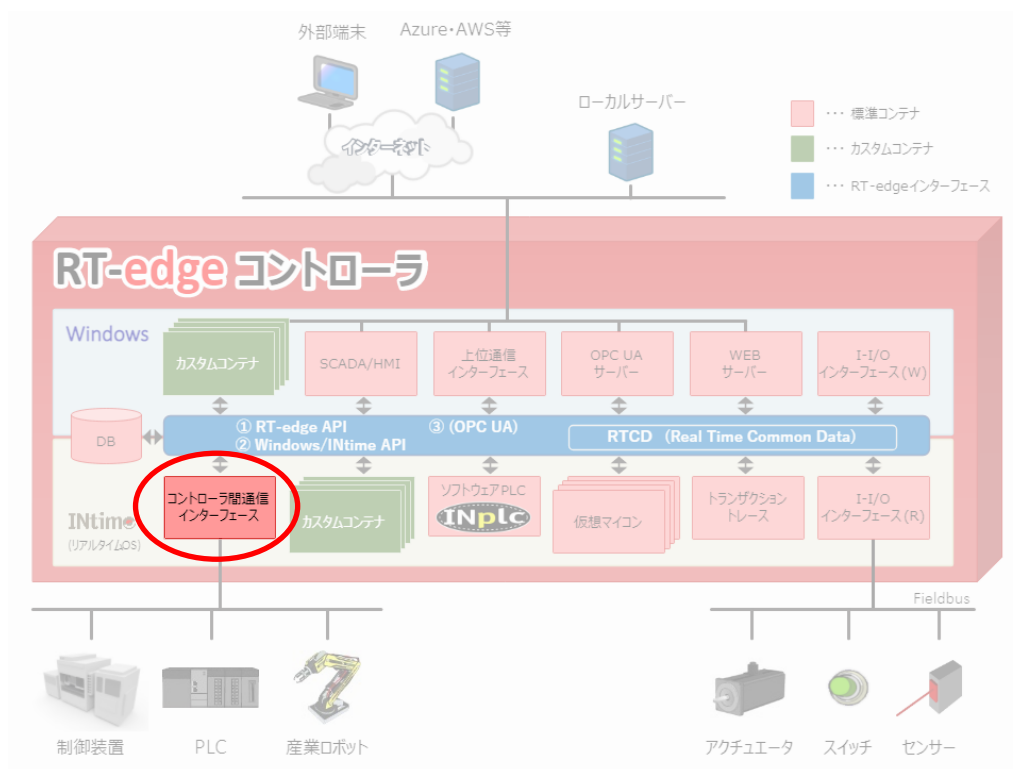 外部端末
Azure・AWS等
インターネット
ローカルサーバー
･･･ 標準コンテナ
･･･ カスタムコンテナ
･･･ RT-edgeインターフェース
RT-edge コントローラ
Windows
カスタムコンテナ
SCADA/HMI
上位通信
インターフェース
OPC UA
サーバー
WEB
サーバー
I-I/O
インターフェース(W)
DB
① RT-edge API
③ (OPC UA)
② Windows/INtime API
RTCD (Real Time Common Data)
コントローラ間通信
インターフェース
INtime
(リアルタイムOS)
カスタムコンテナ
ソフトウェアPLC
INplc
仮想マイコン
トランザクション
トレース
I-I/O
インターフェース(R)
Fieldbus
制御装置
PLC
産業ロボット
アクチュエータ
スイッチ
センサー